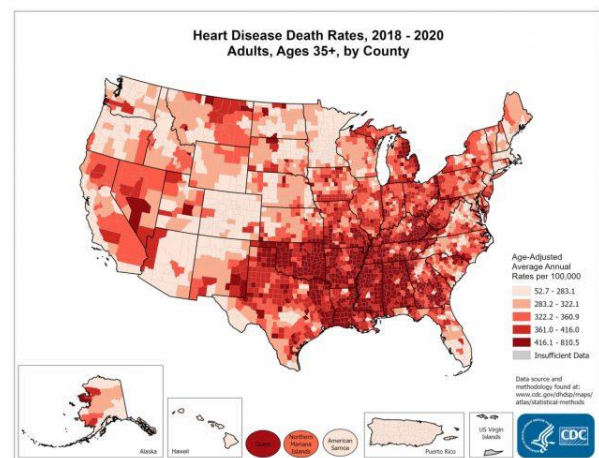 Heart Disease Death Rates, 2018 - 2020
Adults, Ages 35+, by County
Age-Adjusted
Average Annual
Rates per 100,000
52.7 - 283.1
283.2 - 322.1
322.2 - 360.9
361.0 - 416.0
416.1 - 810.5
Insufficient Data
Data source and
methodology found at:
www.cdc.gov/dhdsp/maps/
atlas/statistical-methods
Alaska
Hawaii
Guam
Northern
Mariana
Islands
American
Samoa
Puerto Rico
US Virgin
Islands
CDC